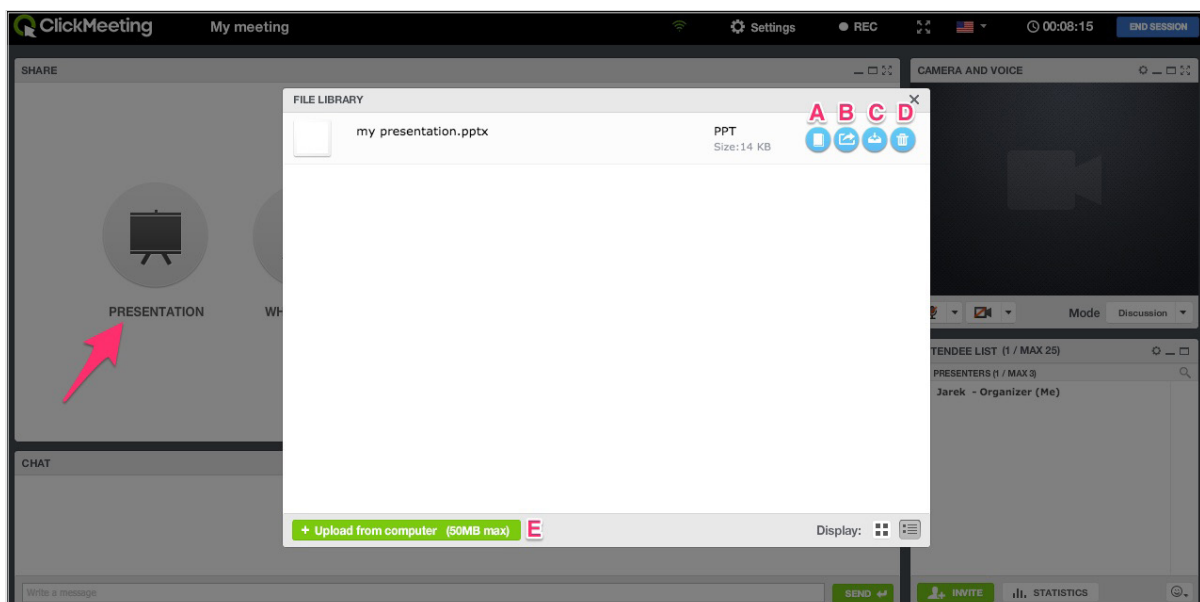 ClickMeeting My meeting Settings REC 00:08:15 END SESSION
SHARE
CAMERA AND VOICE
FILE LIBRARY
A B C D
my presentation.pptx PPT
Size:14 KB
PRESENTATION
WH
Mode Discussion
TENDEE LIST (1 / MAX 25)
PRESENTERS (1 / MAX 3)
Jarek - Organizer (Me)
CHAT
+ Upload from computer (50MB max) E
Display:
Write a message
SEND
INVITE
STATISTICS